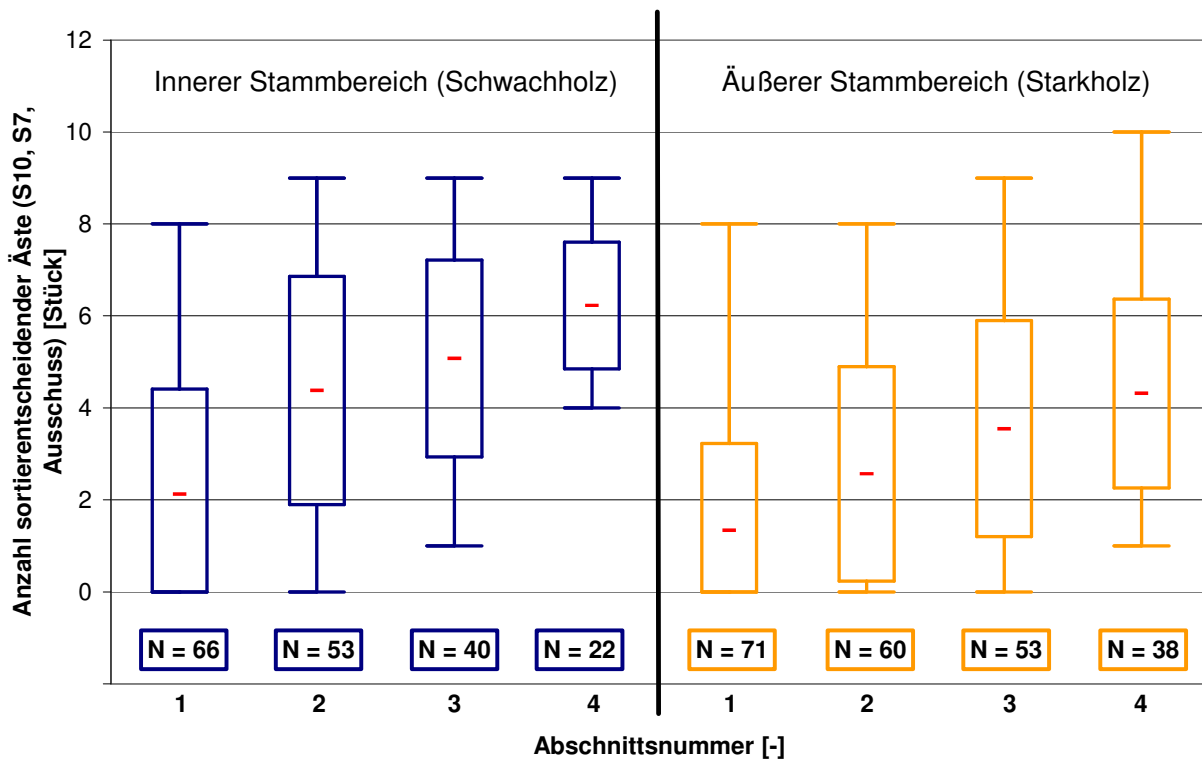 Anzahl sortierentscheidender Äste (S10, S7,
Ausschuss) [Stück]
12
10
8
6
4
2
0
Innerer Stammbereich (Schwachholz)
Äußerer Stammbereich (Starkholz)
N = 66
N = 53
N = 40
N = 22
N = 71
N = 60
N = 53
N = 38
1
2
3
4
1
2
3
4
Abschnittsnummer [-]